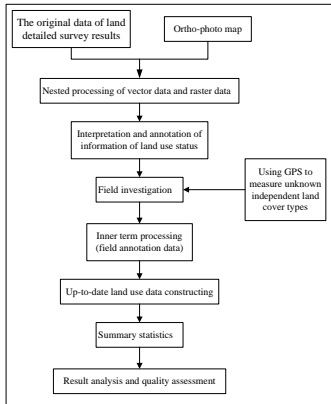 The original data of land
detailed survey results
Ortho-photo map
Nested processing of vector data and raster data
Interpretation and annotation of
information of land use status
Field investigation
Using GPS to
measure unknown
independent land
cover types
Inner term processing
(field annotation data)
Up-to-date land use data constructing
Summary statistics
Result analysis and quality assessment